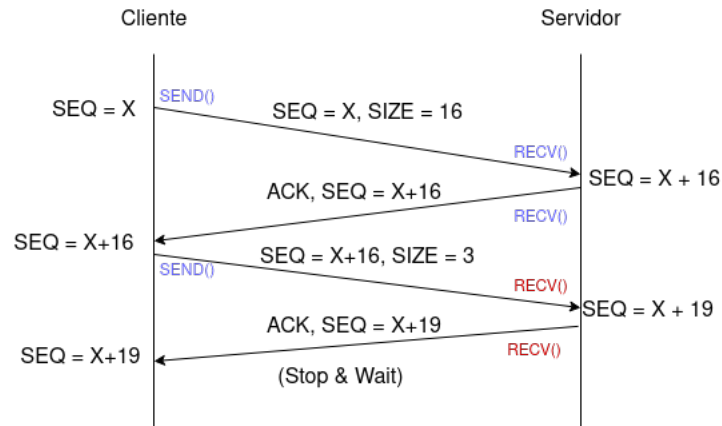 Cliente
Servidor
SEND()
SEQ = X
SEQ = X, SIZE = 16
RECV()
SEQ = X + 16
ACK, SEQ = X+16
RECV()
SEQ = X+16
SEQ = X+16, SIZE = 3
SEND()
RECV()
SEQ = X + 19
ACK, SEQ = X+19
RECV()
SEQ = X+19
(Stop & Wait)